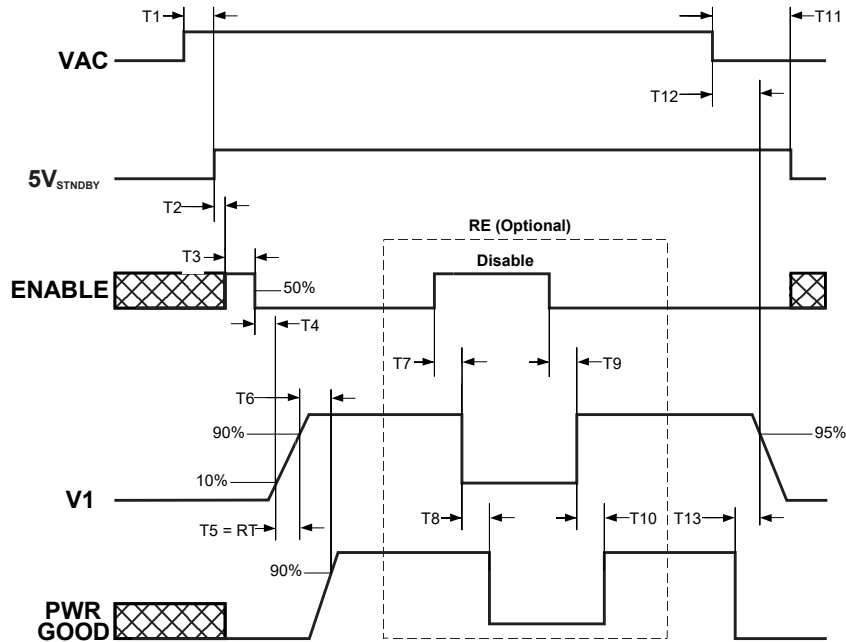 T1
T11
VAC
T12
5VSTNDBY
T2
RE (Optional)
T3
Disable
ENABLE
50%
T4
T7
T9
T6
90%
95%
10%
V1
T8
T10
T13
T5 = RT
90%
PWR
GOOD